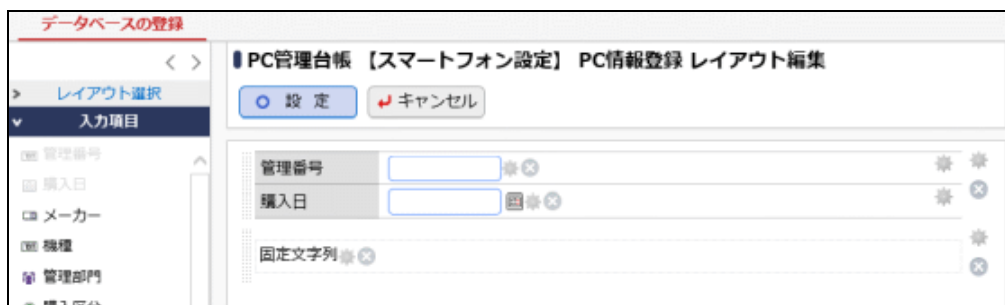 データベースの登録
PC管理台帳 【スマートフォン設定】 PC情報登録 レイアウト編集
設 定
キャンセル
レイアウト選択
入力項目
管理番号
購入日
メーカー
機種
管理部門
購入区分
管理番号
購入日
固定文字列